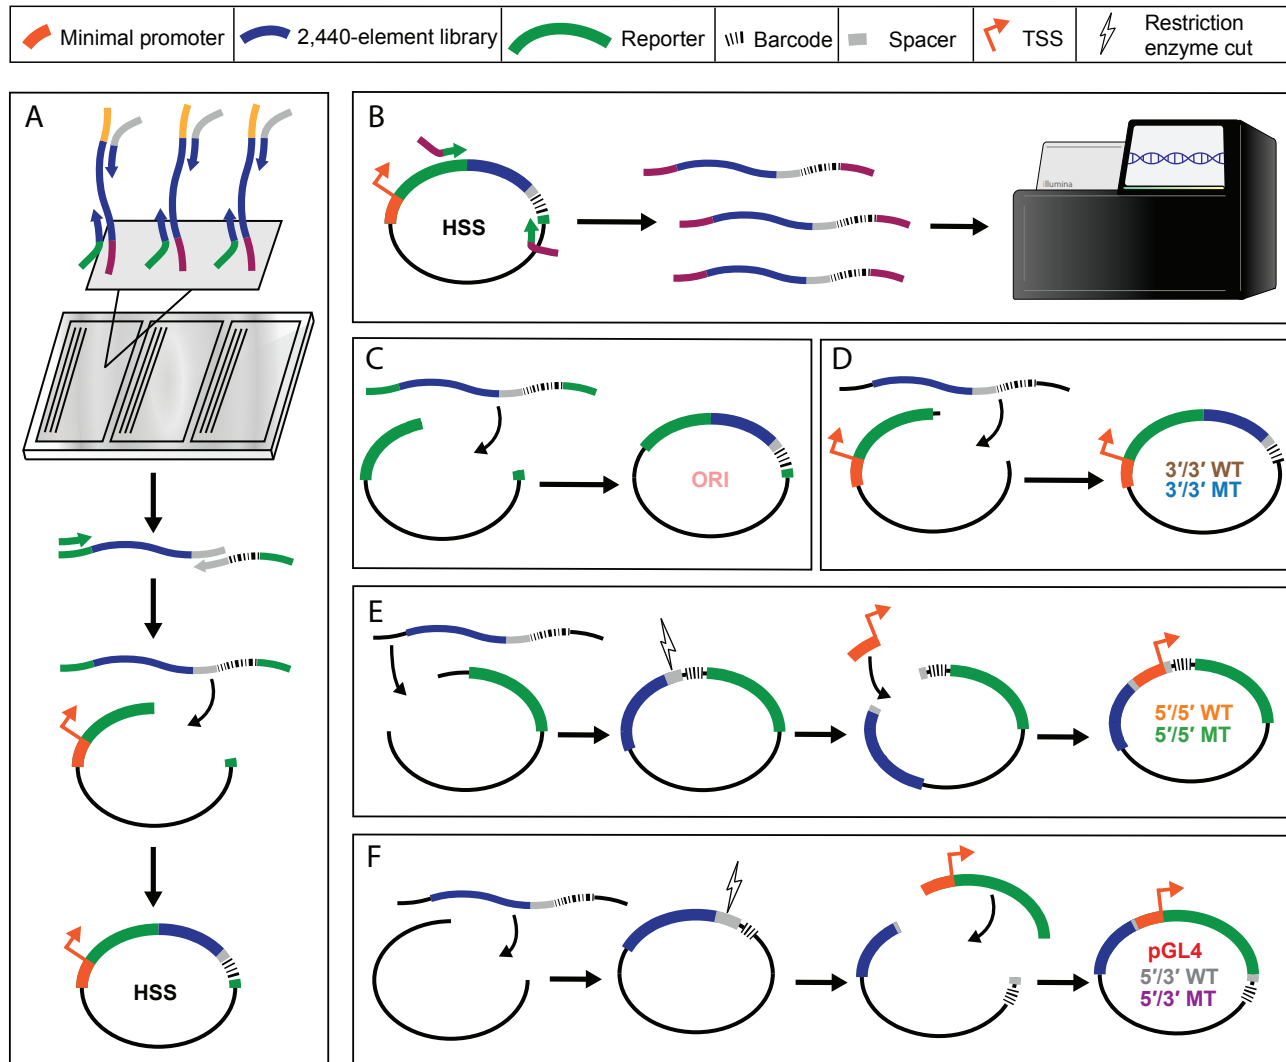 Minimal promoter
2,440-element library
Reporter
Barcode
Spacer
TSS
Restriction
enzyme cut
A
HSS
B
HSS
illumina
C
ORI
D
3′/3′ WT
3′/3′ MT
E
5′/5′ WT
5′/5′ MT
F
pGL4
5′/3′ WT
5′/3′ MT